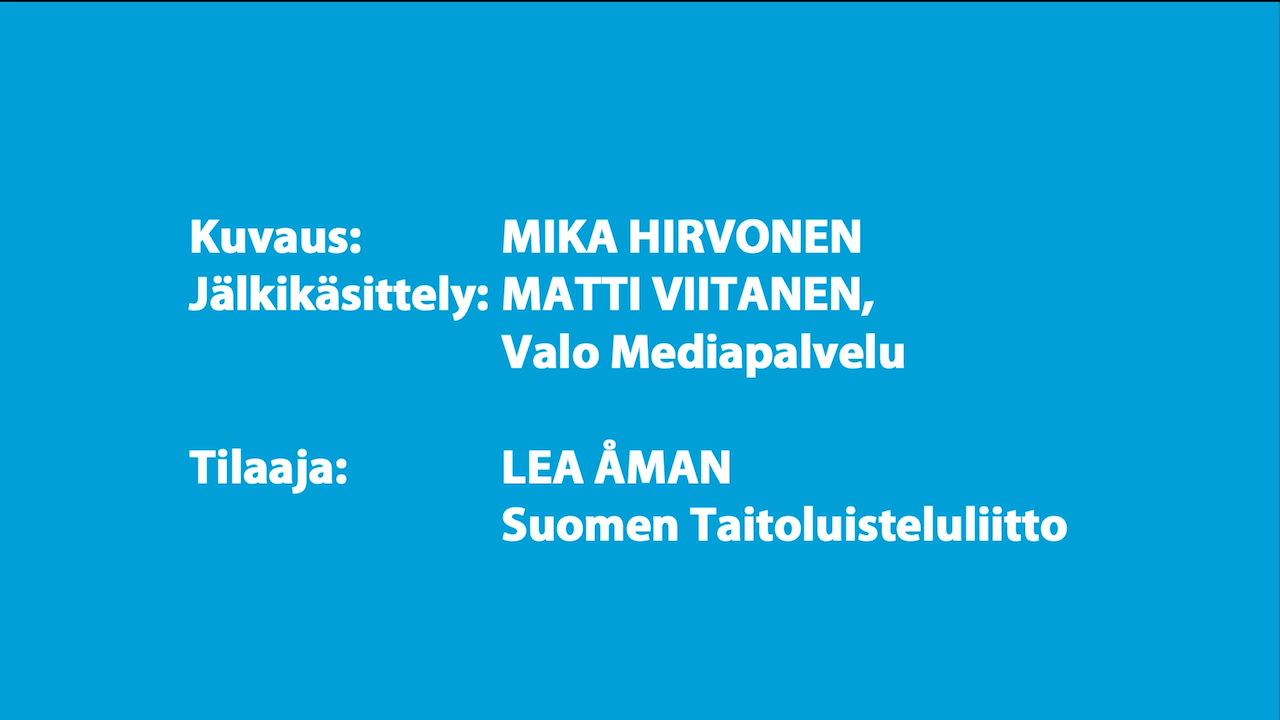 Kuvaus: MIKA HIRVONEN
Jälkikäsittely: MATTI VIITANEN,
Valo Mediapalvelu
Tilaaja: LEA ÅMAN
Suomen Taitoluisteluliitto